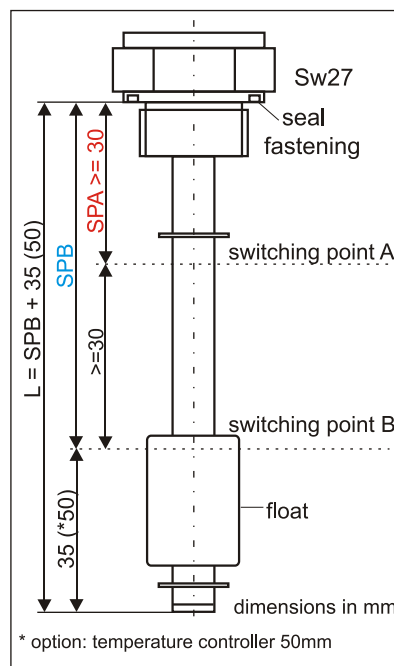 Sw27
seal
fastening
SPA >= 30
switching point A
SPB
L = SPB + 35 (50)
>=30
switching point B
35 (*50)
float
dimensions in mm
* option: temperature controller 50mm